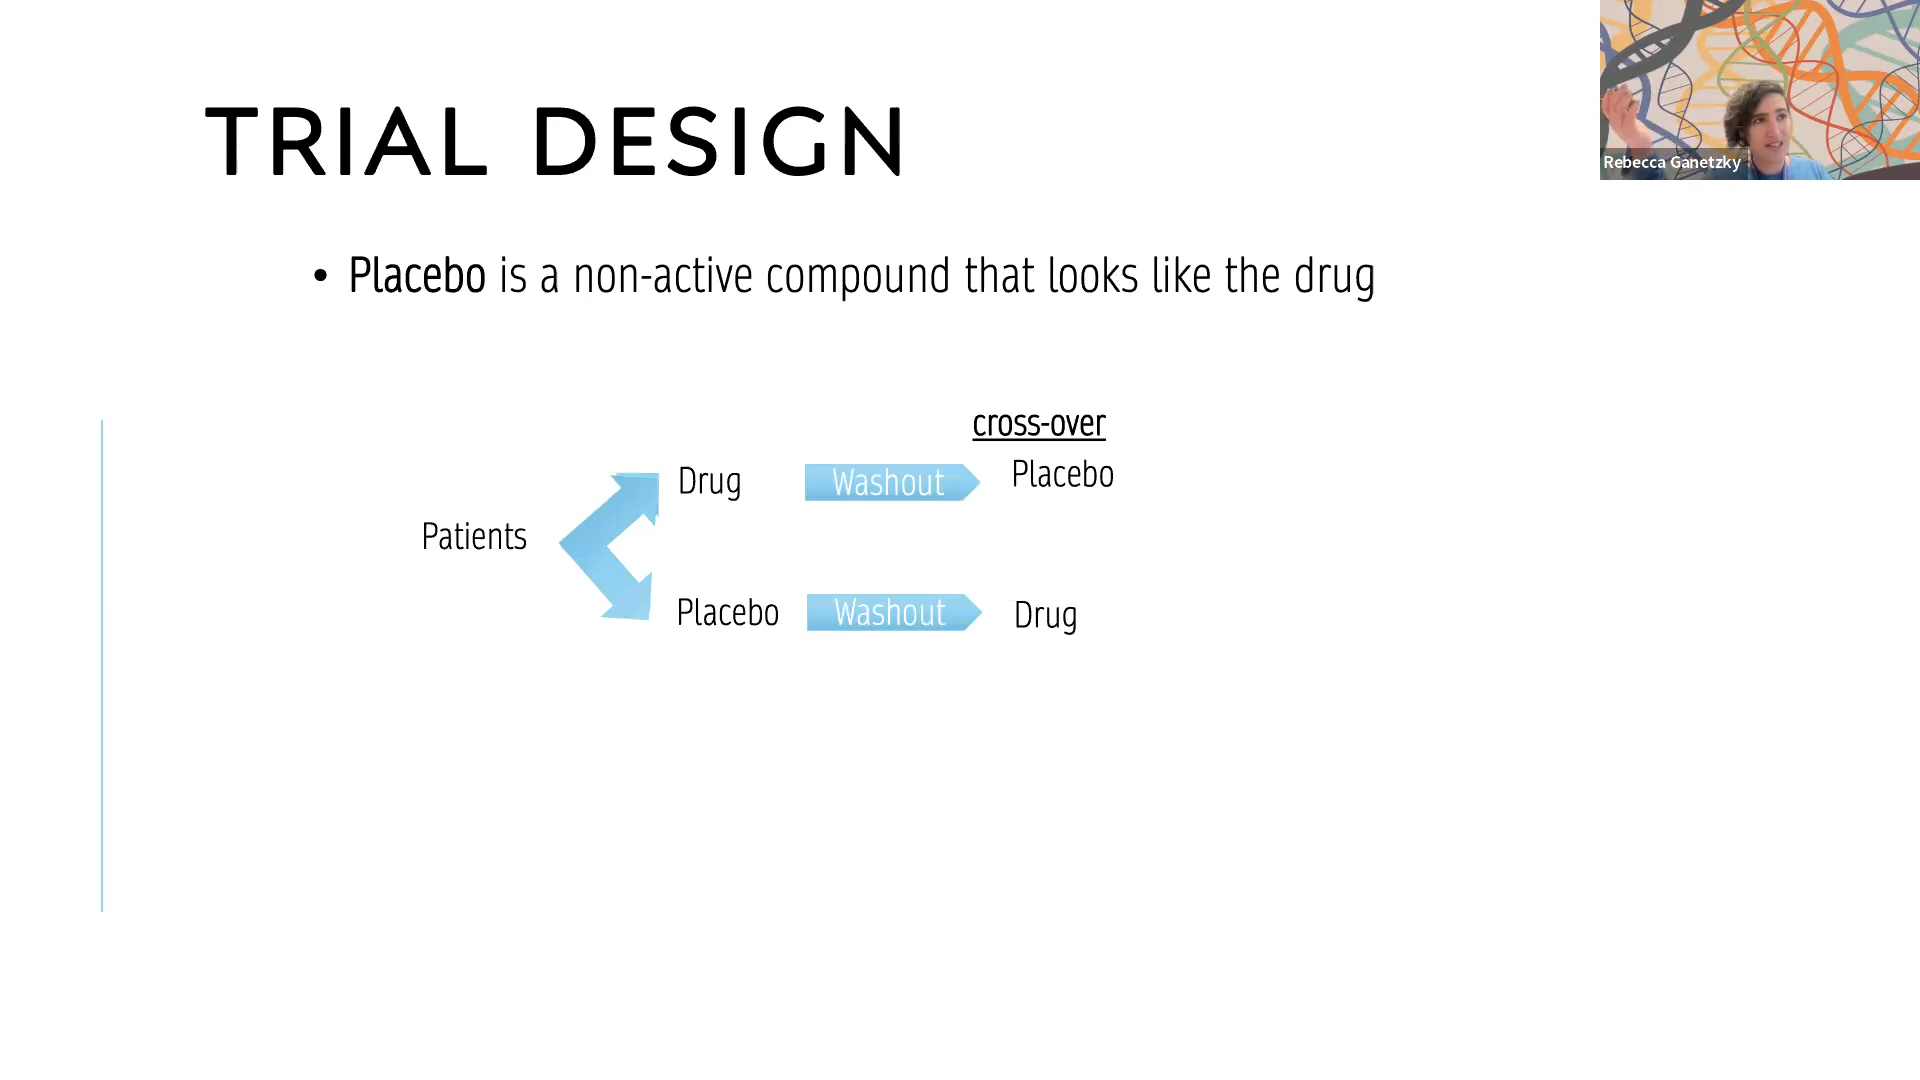 TRIAL DESIGN
Rebecca Ganetzky
• Placebo is a non-active compound that looks like the drug
cross-over
Drug Washout Placebo
Patients
Placebo Washout Drug